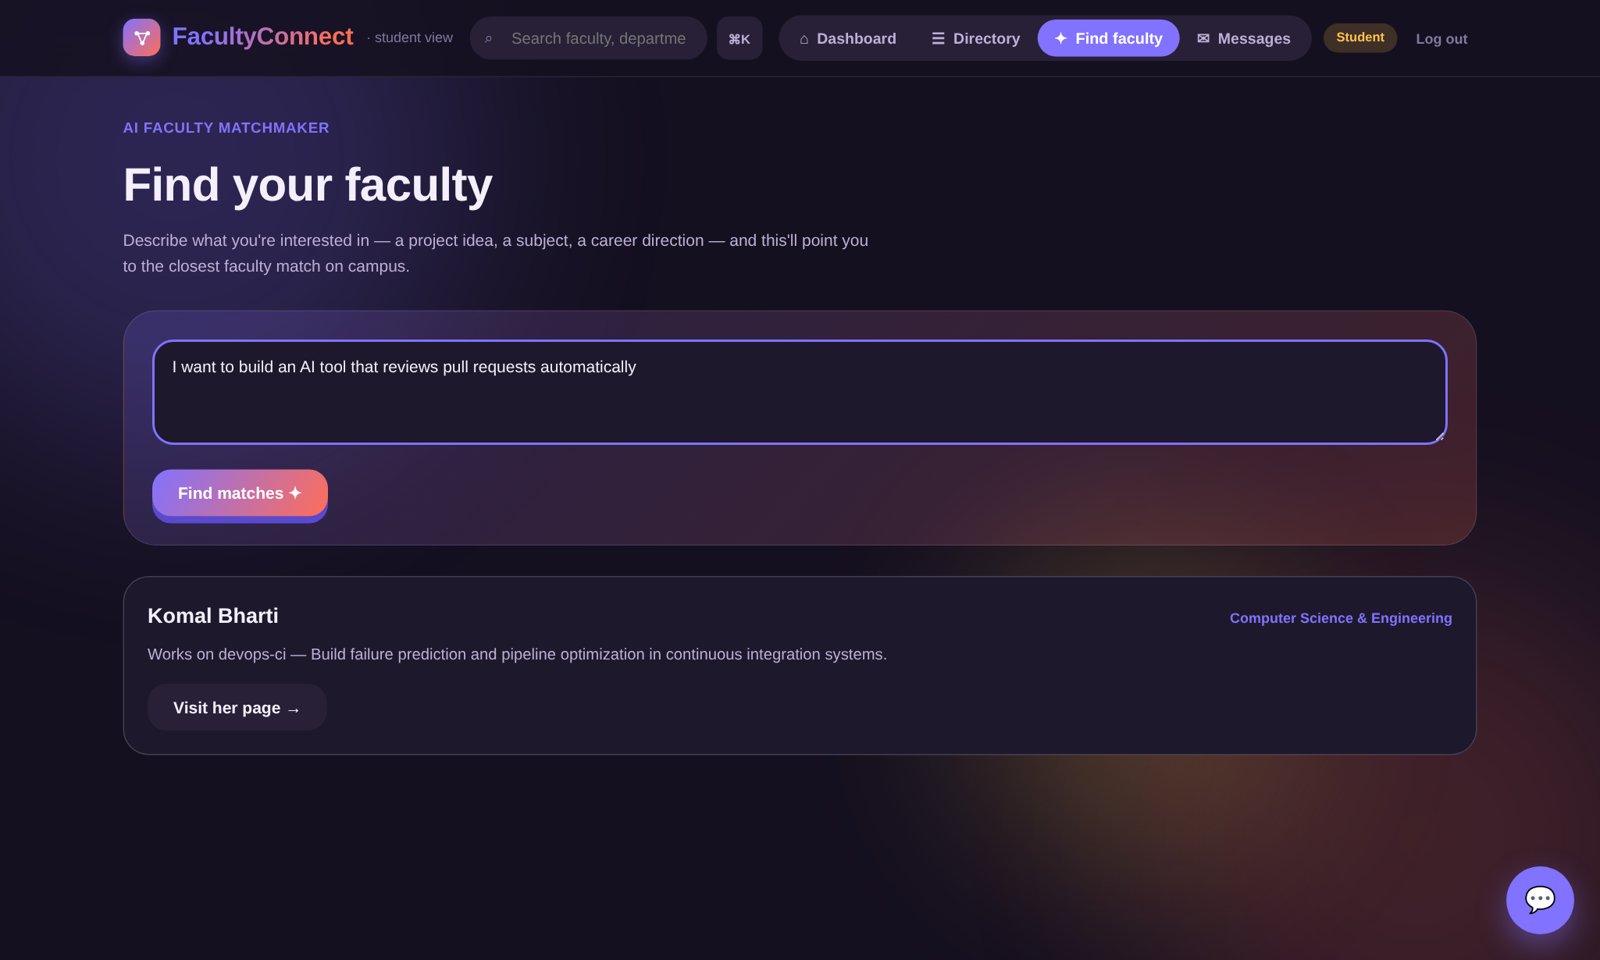 FacultyConnect · student view
Search faculty, departme
⌘K
⌂ Dashboard
☰ Directory
✦ Find faculty
✉ Messages
Student
Log out
AI FACULTY MATCHMAKER
Find your faculty
Describe what you're interested in — a project idea, a subject, a career direction — and this'll point you
to the closest faculty match on campus.
I want to build an AI tool that reviews pull requests automatically
Find matches ✦
Komal Bharti
Computer Science & Engineering
Works on devops-ci — Build failure prediction and pipeline optimization in continuous integration systems.
Visit her page →